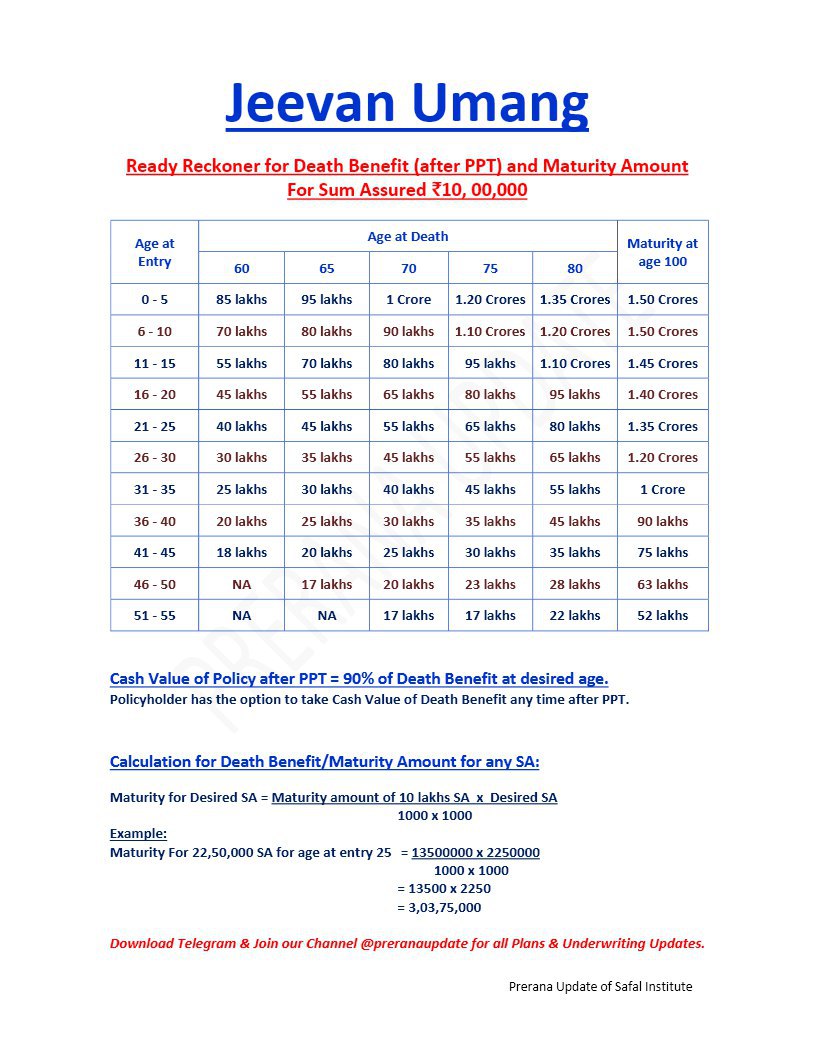 Jeevan Umang
Ready Reckoner for Death Benefit (after PPT) and Maturity Amount
For Sum Assured ₹10, 00,000
Age at Entry Age at Death Maturity at age 100
60 65 70 75 80
0 - 5 85 lakhs 95 lakhs 1 Crore 1.20 Crores 1.35 Crores 1.50 Crores
6 - 10 70 lakhs 80 lakhs 90 lakhs 1.10 Crores 1.20 Crores 1.50 Crores
11 - 15 55 lakhs 70 lakhs 80 lakhs 95 lakhs 1.10 Crores 1.45 Crores
16 - 20 45 lakhs 55 lakhs 65 lakhs 80 lakhs 95 lakhs 1.40 Crores
21 - 25 40 lakhs 45 lakhs 55 lakhs 65 lakhs 80 lakhs 1.35 Crores
26 - 30 30 lakhs 35 lakhs 45 lakhs 55 lakhs 65 lakhs 1.20 Crores
31 - 35 25 lakhs 30 lakhs 40 lakhs 45 lakhs 55 lakhs 1 Crore
36 - 40 20 lakhs 25 lakhs 30 lakhs 35 lakhs 45 lakhs 90 lakhs
41 - 45 18 lakhs 20 lakhs 25 lakhs 30 lakhs 35 lakhs 75 lakhs
46 - 50 NA 17 lakhs 20 lakhs 23 lakhs 28 lakhs 63 lakhs
51 - 55 NA NA 17 lakhs 17 lakhs 22 lakhs 52 lakhs
PRERANA UPDATE
Cash Value of Policy after PPT = 90% of Death Benefit at desired age.
Policyholder has the option to take Cash Value of Death Benefit any time after PPT.
Calculation for Death Benefit/Maturity Amount for any SA:
Maturity for Desired SA = Maturity amount of 10 lakhs SA x Desired SA
1000 x 1000
Example:
Maturity For 22,50,000 SA for age at entry 25 = 13500000 x 2250000
1000 x 1000
= 13500 x 2250
= 3,03,75,000
Download Telegram & Join our Channel @preranaupdate for all Plans & Underwriting Updates.
Prerana Update of Safal Institute